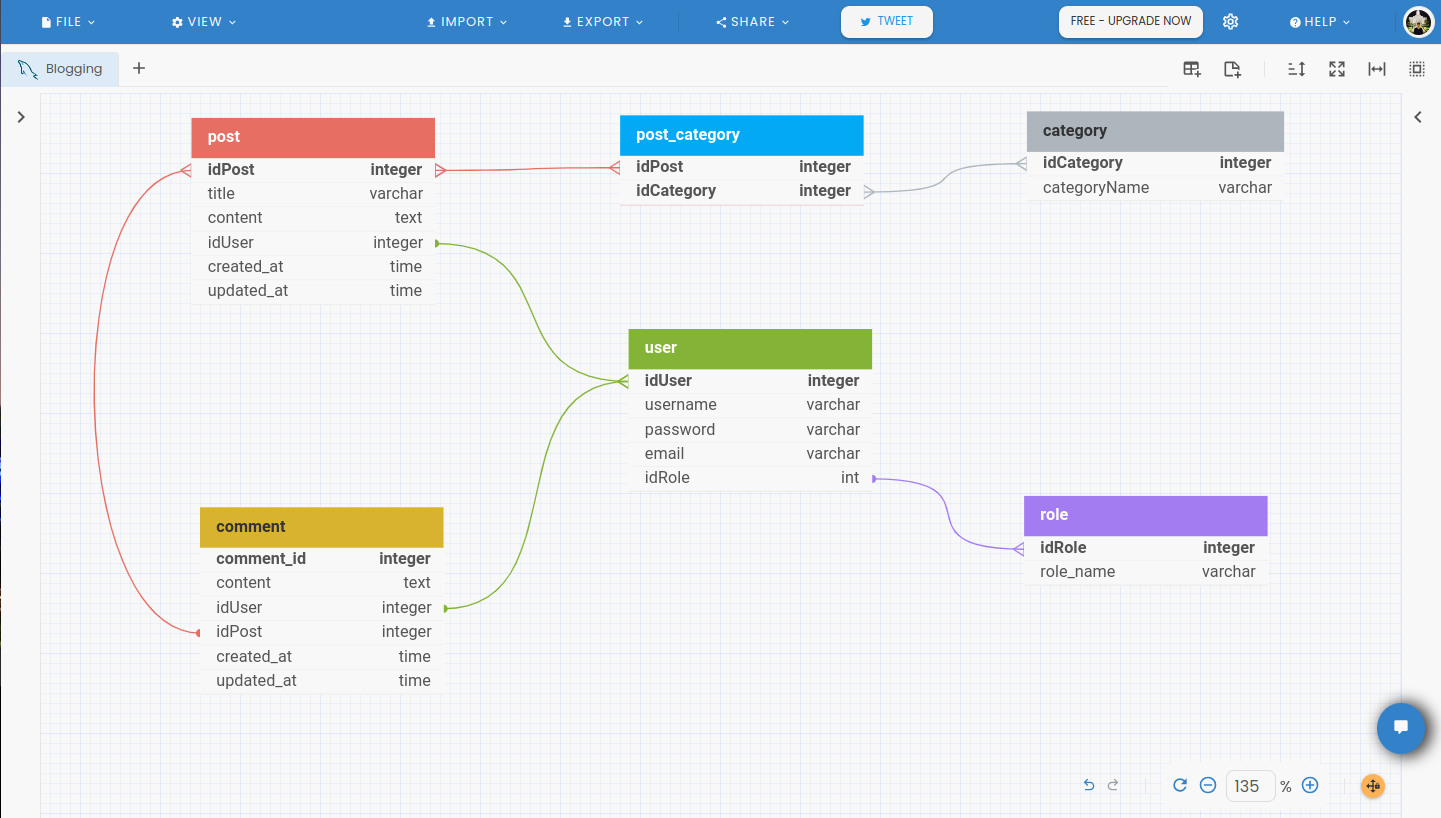 FILE VIEW IMPORT EXPORT SHARE TWEET FREE - UPGRADE NOW HELP
Blogging
post
idPost integer
title varchar
content text
idUser integer
created_at time
updated_at time
post_category
idPost integer
idCategory integer
category
idCategory integer
categoryName varchar
user
idUser integer
username varchar
password varchar
email varchar
idRole int
comment
comment_id integer
content text
idUser integer
idPost integer
created_at time
updated_at time
role
idRole integer
role_name varchar
135 %